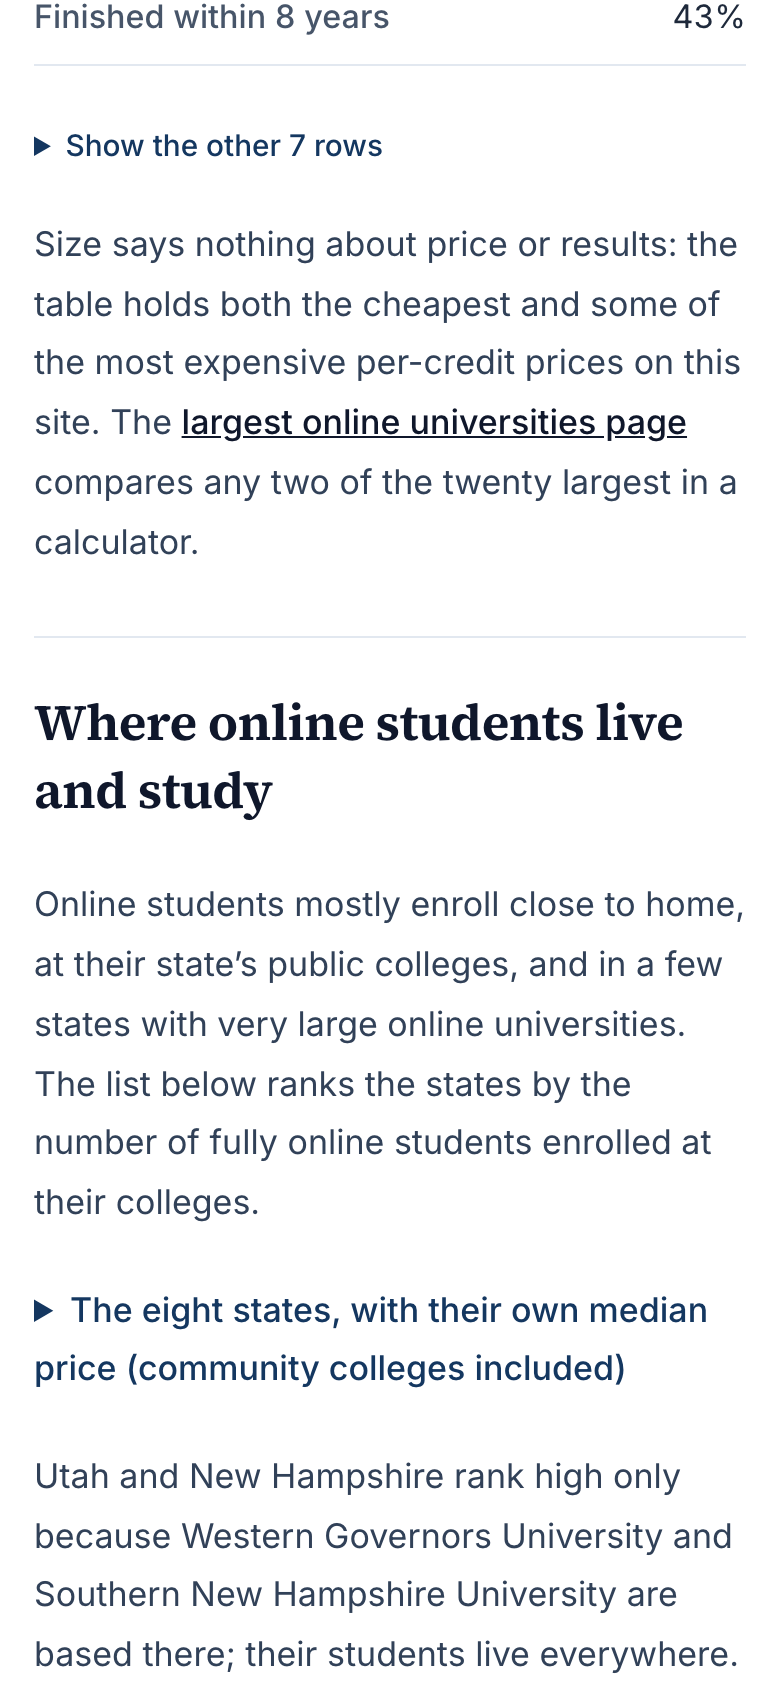 Finished within 8 years 43%
Show the other 7 rows
Size says nothing about price or results: the
table holds both the cheapest and some of
the most expensive per-credit prices on this
site. The largest online universities page
compares any two of the twenty largest in a
calculator.
Where online students live
and study
Online students mostly enroll close to home,
at their state’s public colleges, and in a few
states with very large online universities.
The list below ranks the states by the
number of fully online students enrolled at
their colleges.
The eight states, with their own median
price (community colleges included)
Utah and New Hampshire rank high only
because Western Governors University and
Southern New Hampshire University are
based there; their students live everywhere.